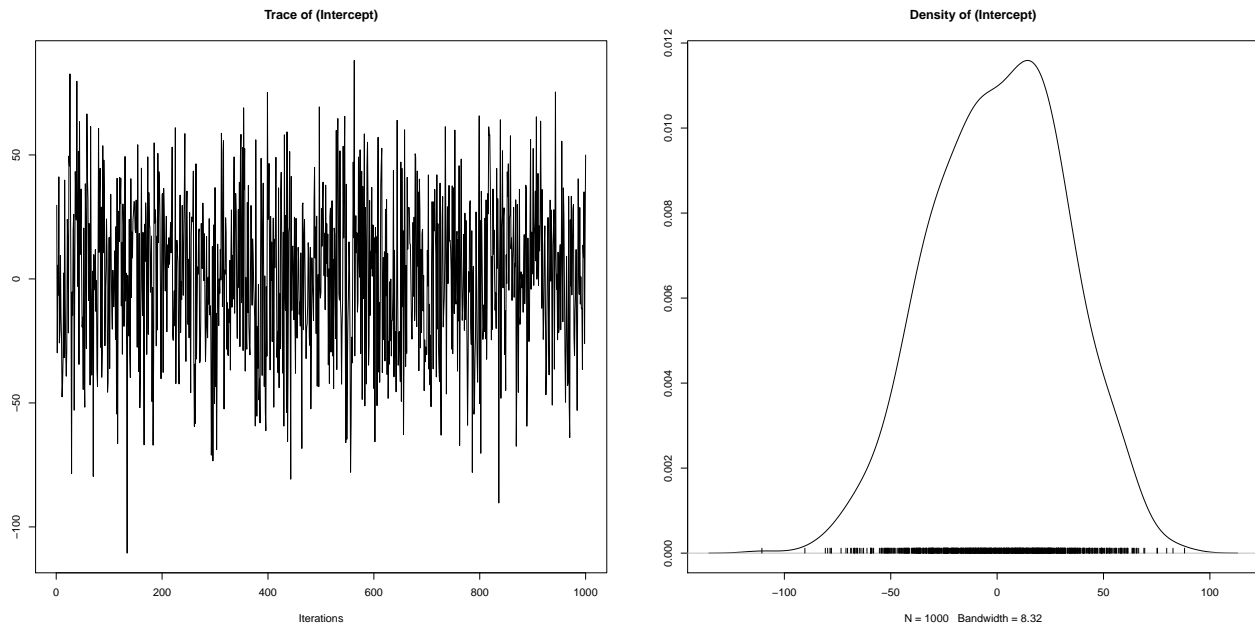 Trace of (Intercept)
50
0
−50
−100
0 200 400 600 800 1000
Iterations
Density of (Intercept)
0.012
0.010
0.008
0.006
0.004
0.002
0.000
−100 −50 0 50 100
N = 1000 Bandwidth = 8.32